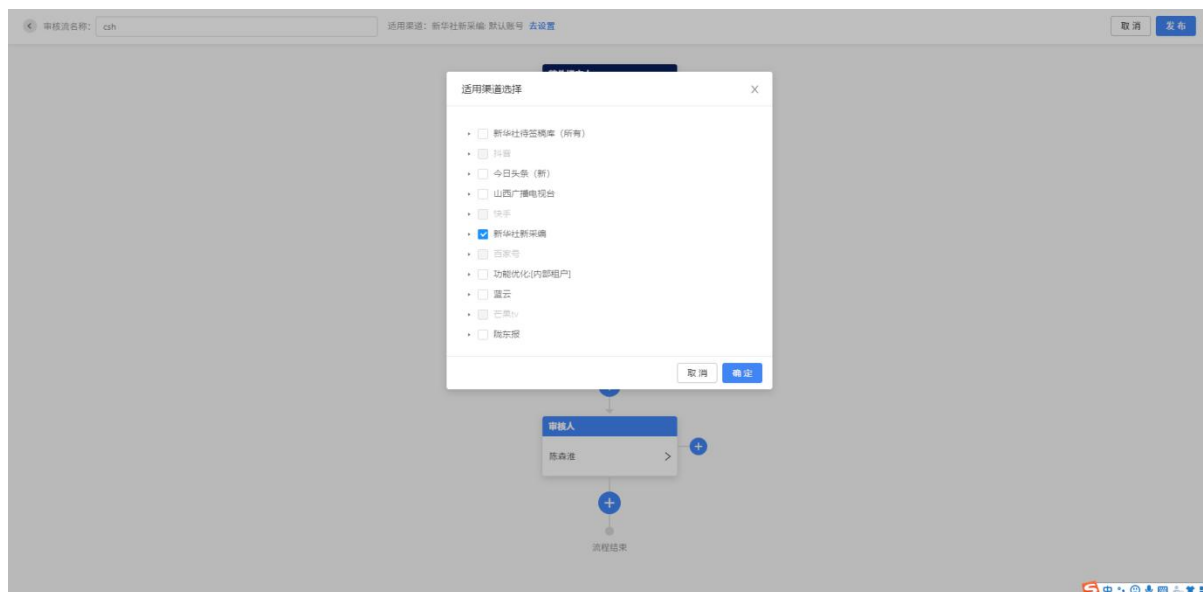 审核流名称: csh
适用渠道: 新华社新采编:默认账号 去设置
取消
发布
适用渠道选择
X
新华社待签稿库（所有）
抖音
今日头条（新）
山西广播电视台
快手
新华社新采编
百家号
功能优化[内部租户]
蓝云
芒果tv
陇东报
取消
确定
审核人
陈森淮
流程结束
中